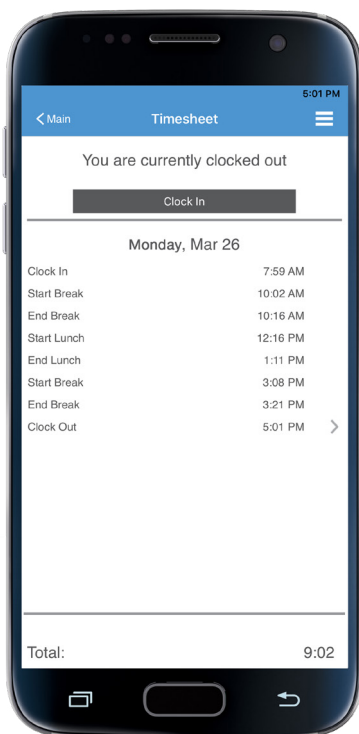 5:01 PM
Main Timesheet
You are currently clocked out
Clock In
Monday, Mar 26
Clock In 7:59 AM
Start Break 10:02 AM
End Break 10:16 AM
Start Lunch 12:16 PM
End Lunch 1:11 PM
Start Break 3:08 PM
End Break 3:21 PM
Clock Out 5:01 PM
Total: 9:02